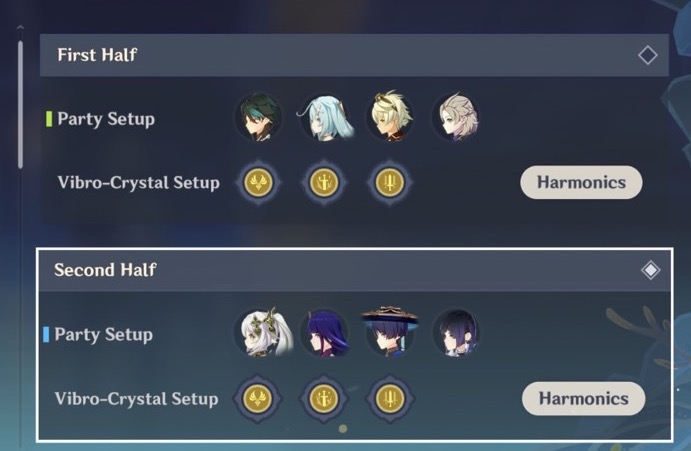 First Half
Party Setup
Vibro-Crystal Setup Harmonics
Second Half
Party Setup
Vibro-Crystal Setup Harmonics